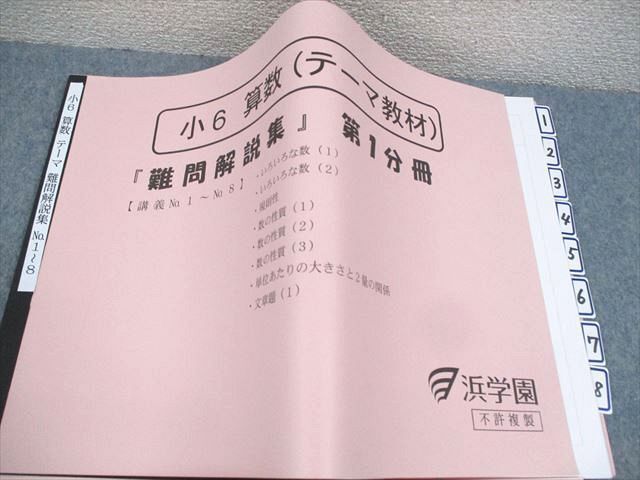 小6 算数 テーマ 難問解説集 №1～8
小６ 算数（テーマ教材）
『難問解説集』 第１分冊
【講義№１～№８】
・いろいろな数（１）
・いろいろな数（２）
・規則性
・数の性質（１）
・数の性質（２）
・数の性質（３）
・単位あたりの大きさと２量の関係
・文章題（１）
浜学園
不許複製
1
2
3
4
5
6
7
8